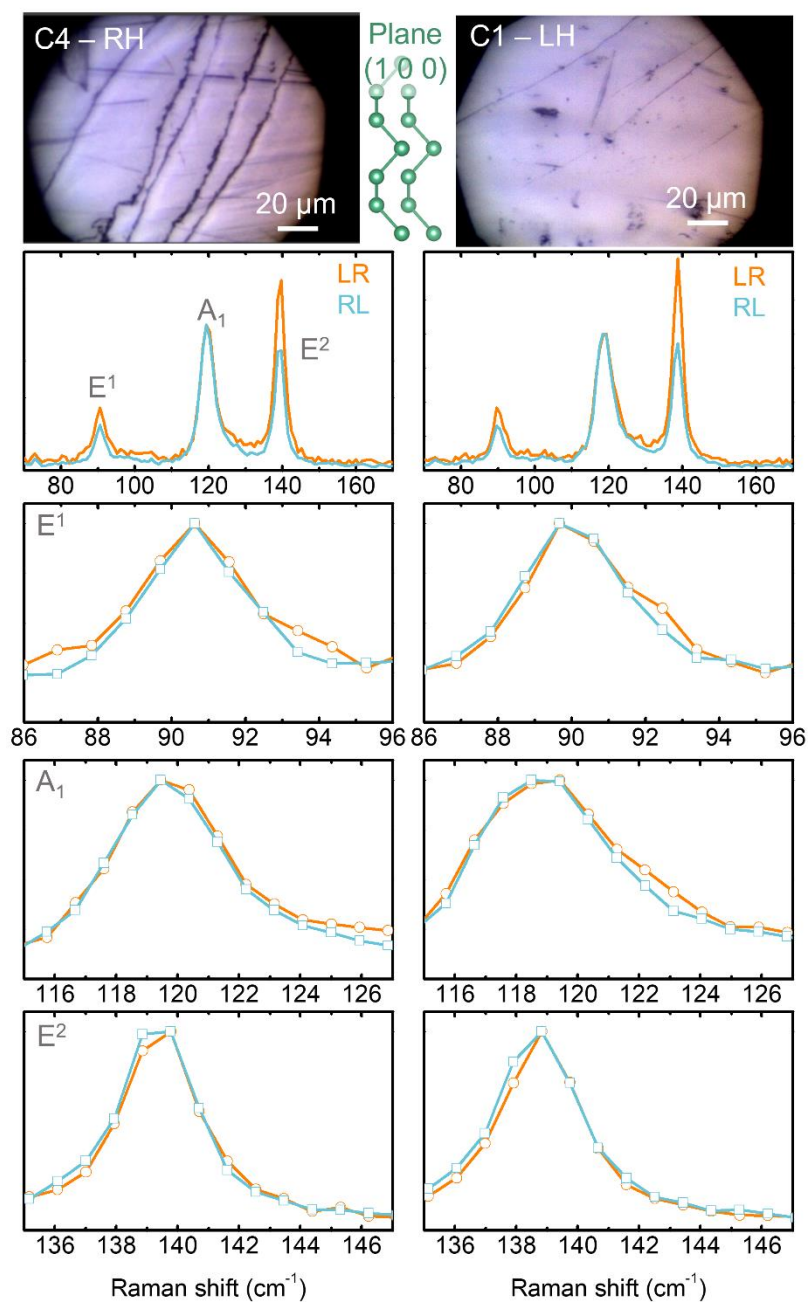 C4 – RH
Plane
(1 0 0)
C1 – LH
20 µm
20 µm
LR
RL
A₁
E²
E¹
LR
RL
80 100 120 140 160
80 100 120 140 160
E¹
86 88 90 92 94 96
86 88 90 92 94 96
A₁
116 118 120 122 124 126
116 118 120 122 124 126
E²
136 138 140 142 144 146
136 138 140 142 144 146
Raman shift (cm⁻¹)
Raman shift (cm⁻¹)